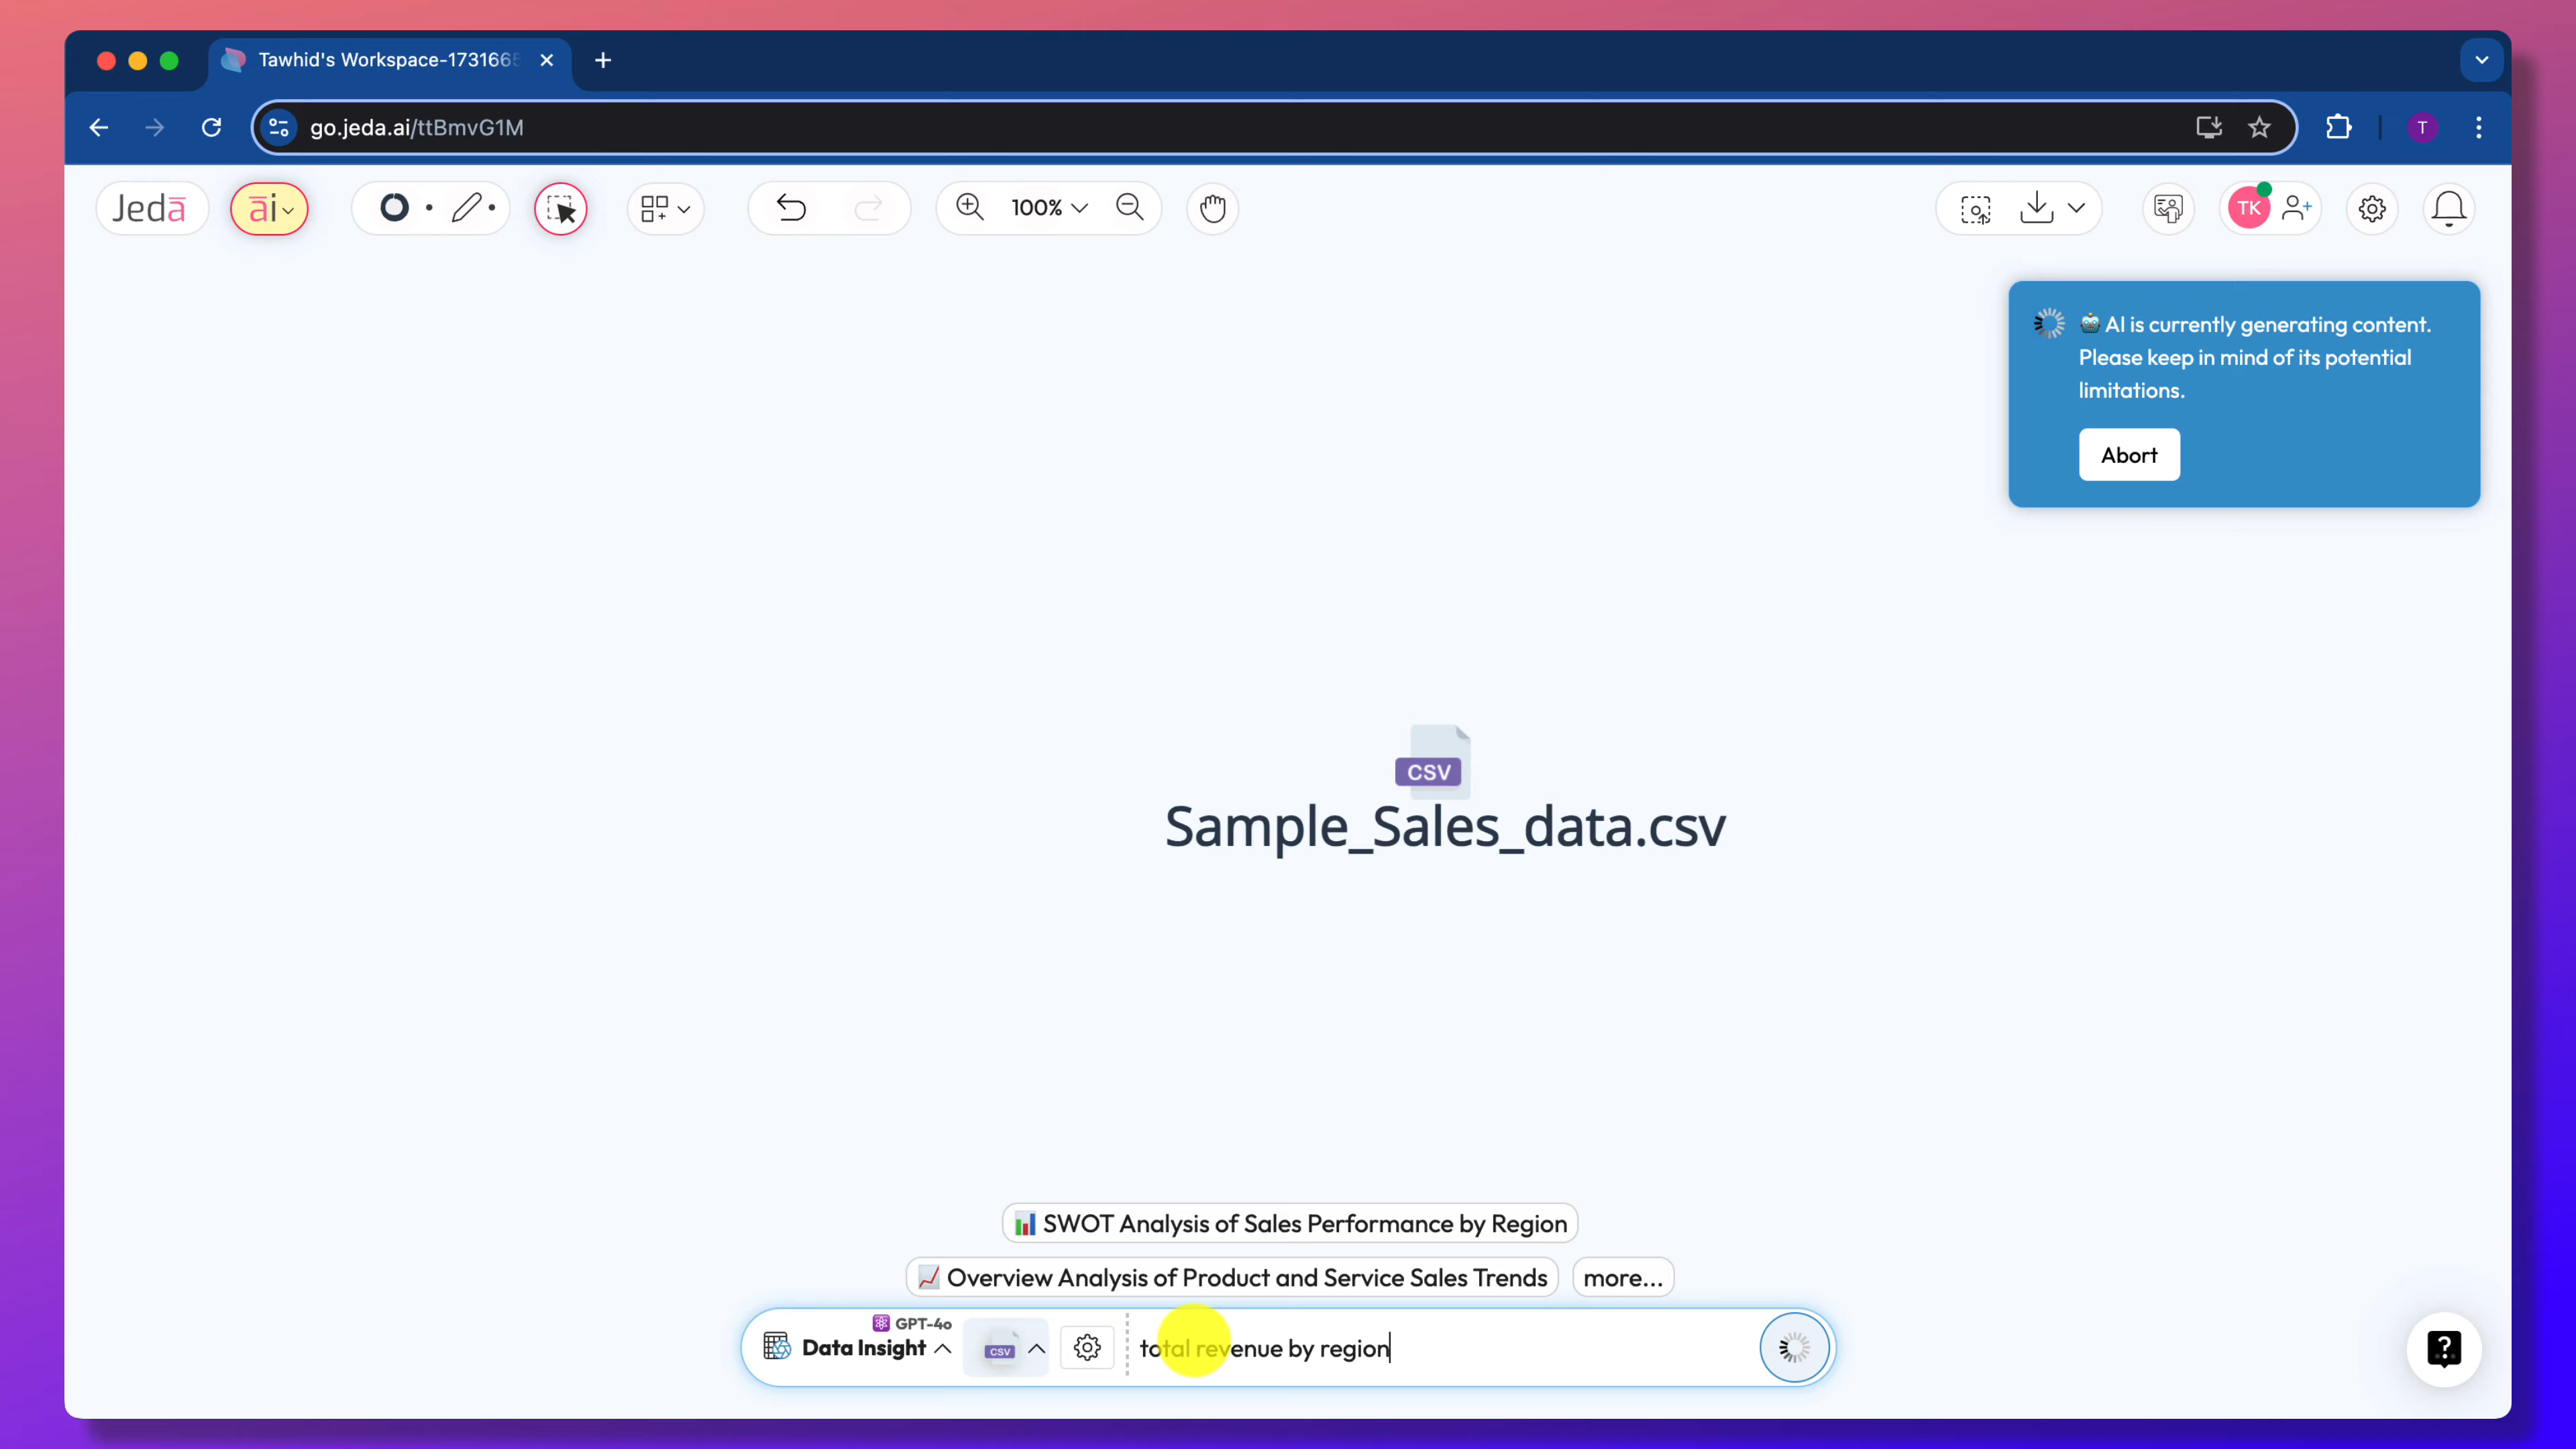 Tawhid's Workspace-1731665
go.jeda.ai/ttBmvG1M
T
Jedā
āi
100%
TK
AI is currently generating content.
Please keep in mind of its potential
limitations.
Abort
CSV
Sample_Sales_data.csv
SWOT Analysis of Sales Performance by Region
Overview Analysis of Product and Service Sales Trends
more...
GPT-4o
Data Insight
CSV
total revenue by region
?